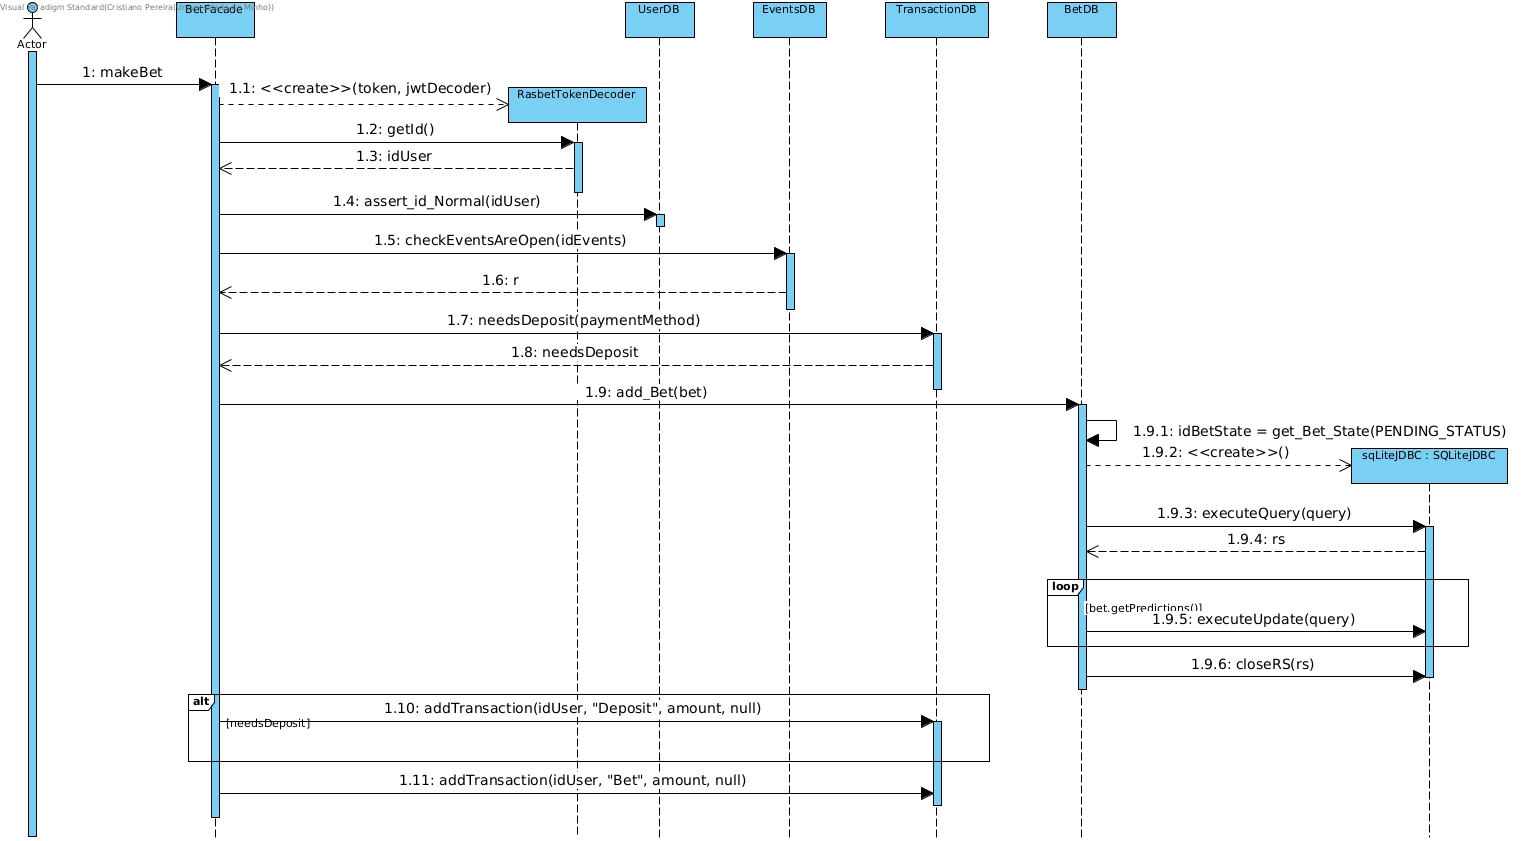 Visual Paradigm Standard(Cristiano Pereira(Universidade do Minho))
BetFacade
UserDB
EventsDB
TransactionDB
BetDB
Actor
1: makeBet
1.1: <<create>>(token, jwtDecoder)
RasbetTokenDecoder
1.2: getId()
1.3: idUser
1.4: assert_id_Normal(idUser)
1.5: checkEventsAreOpen(idEvents)
1.6: r
1.7: needsDeposit(paymentMethod)
1.8: needsDeposit
1.9: add_Bet(bet)
1.9.1: idBetState = get_Bet_State(PENDING_STATUS)
1.9.2: <<create>>()
sqLiteJDBC : SQLiteJDBC
1.9.3: executeQuery(query)
1.9.4: rs
loop
[bet.getPredictions()]
1.9.5: executeUpdate(query)
1.9.6: closeRS(rs)
alt
1.10: addTransaction(idUser, "Deposit", amount, null)
[needsDeposit]
1.11: addTransaction(idUser, "Bet", amount, null)